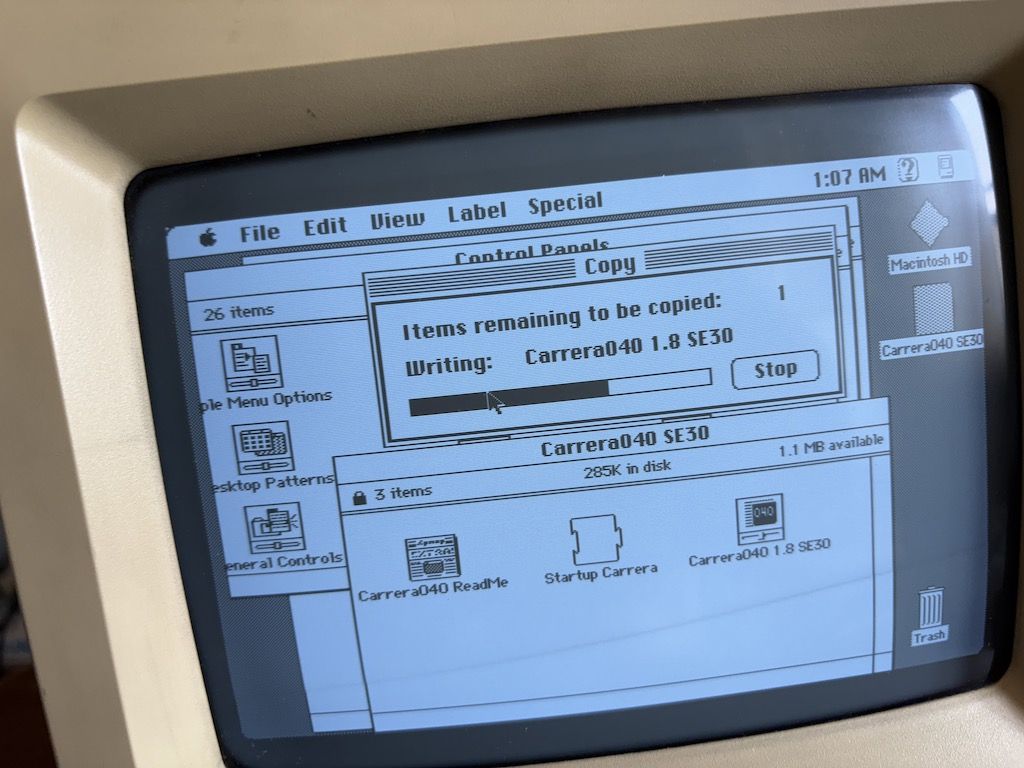 File Edit View Label Special 1:07 AM
Control Panels
26 items
Copy
Items remaining to be copied: 1
Writing: Carrera040 1.8 SE30
Stop
ple Menu Options
esktop Patterns
eneral Controls
Carrera040 SE30
3 items 285K in disk 1.1 MB available
Carrera040 ReadMe
Startup Carrera
Carrera040 1.8 SE30
040
Macintosh HD
Carrera040 SE30
Trash